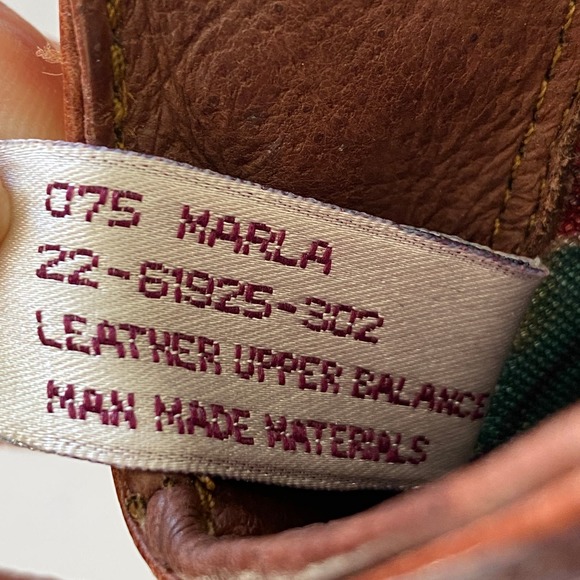 075 MARLA
22-61925-302
LEATHER UPPER BALANCE
MAN MADE MATERIALS